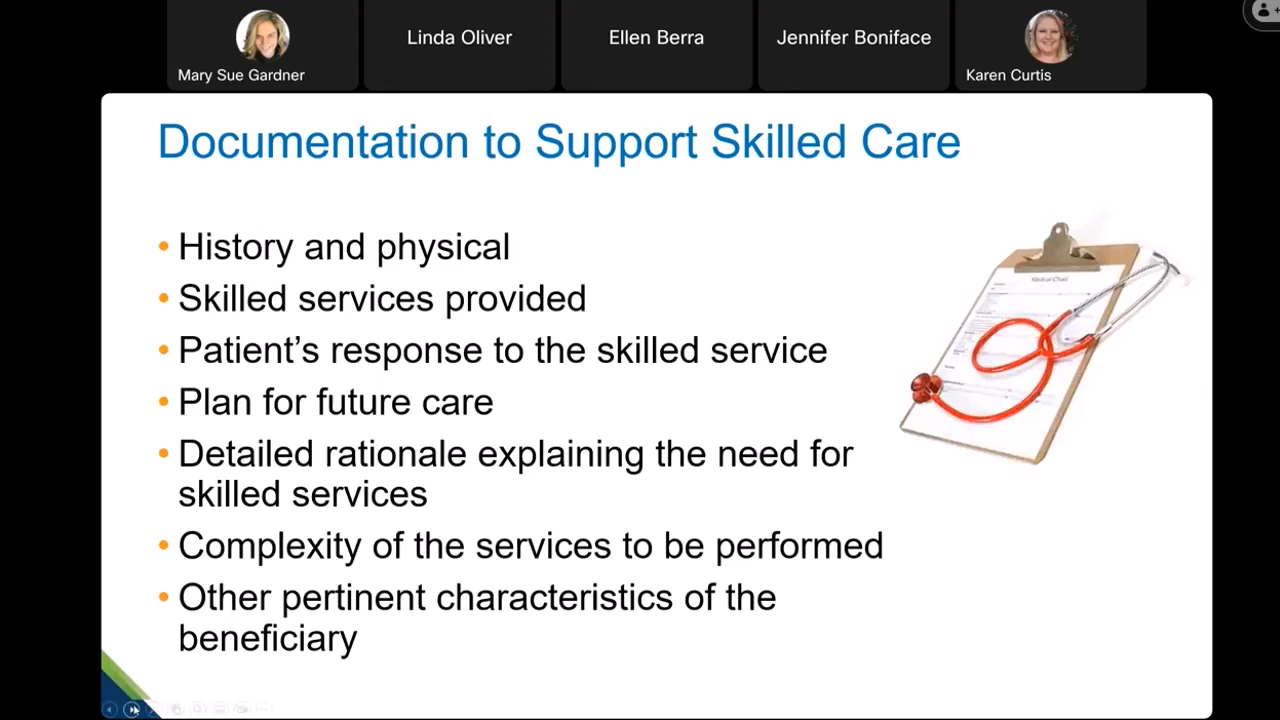 Linda Oliver
Ellen Berra
Jennifer Boniface
Mary Sue Gardner
Karen Curtis
Documentation to Support Skilled Care
• History and physical
• Skilled services provided
• Patient’s response to the skilled service
• Plan for future care
• Detailed rationale explaining the need for
skilled services
• Complexity of the services to be performed
• Other pertinent characteristics of the
beneficiary
Medical Chart